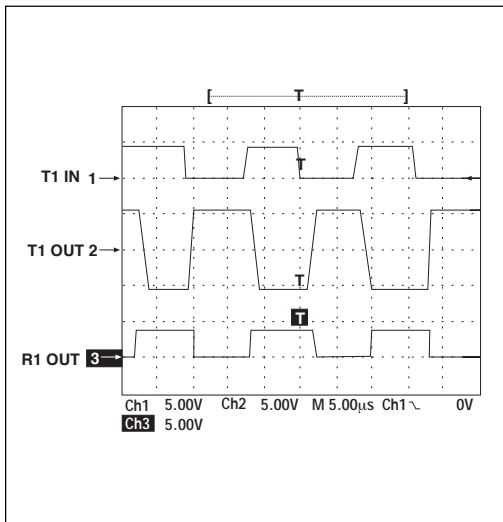 [ T ]
T1 IN 1
T
T1 OUT 2
T
T
R1 OUT 3
Ch1 5.00V Ch2 5.00V M 5.00µs Ch1 0V
Ch3 5.00V